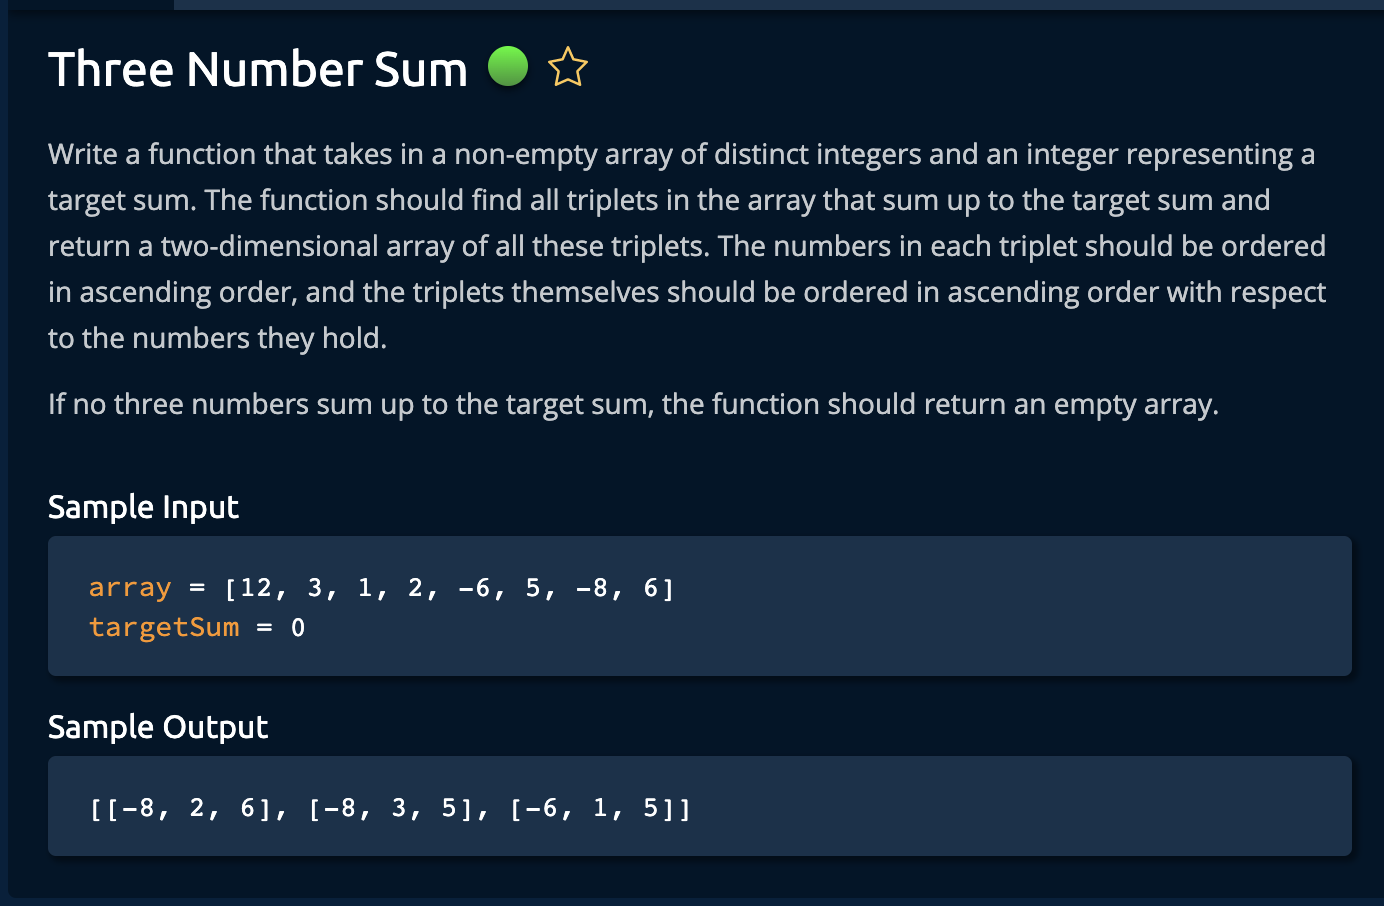 Three Number Sum
Write a function that takes in a non-empty array of distinct integers and an integer representing a
target sum. The function should find all triplets in the array that sum up to the target sum and
return a two-dimensional array of all these triplets. The numbers in each triplet should be ordered
in ascending order, and the triplets themselves should be ordered in ascending order with respect
to the numbers they hold.
If no three numbers sum up to the target sum, the function should return an empty array.
Sample Input
array = [12, 3, 1, 2, -6, 5, -8, 6]
targetSum = 0
Sample Output
[[-8, 2, 6], [-8, 3, 5], [-6, 1, 5]]